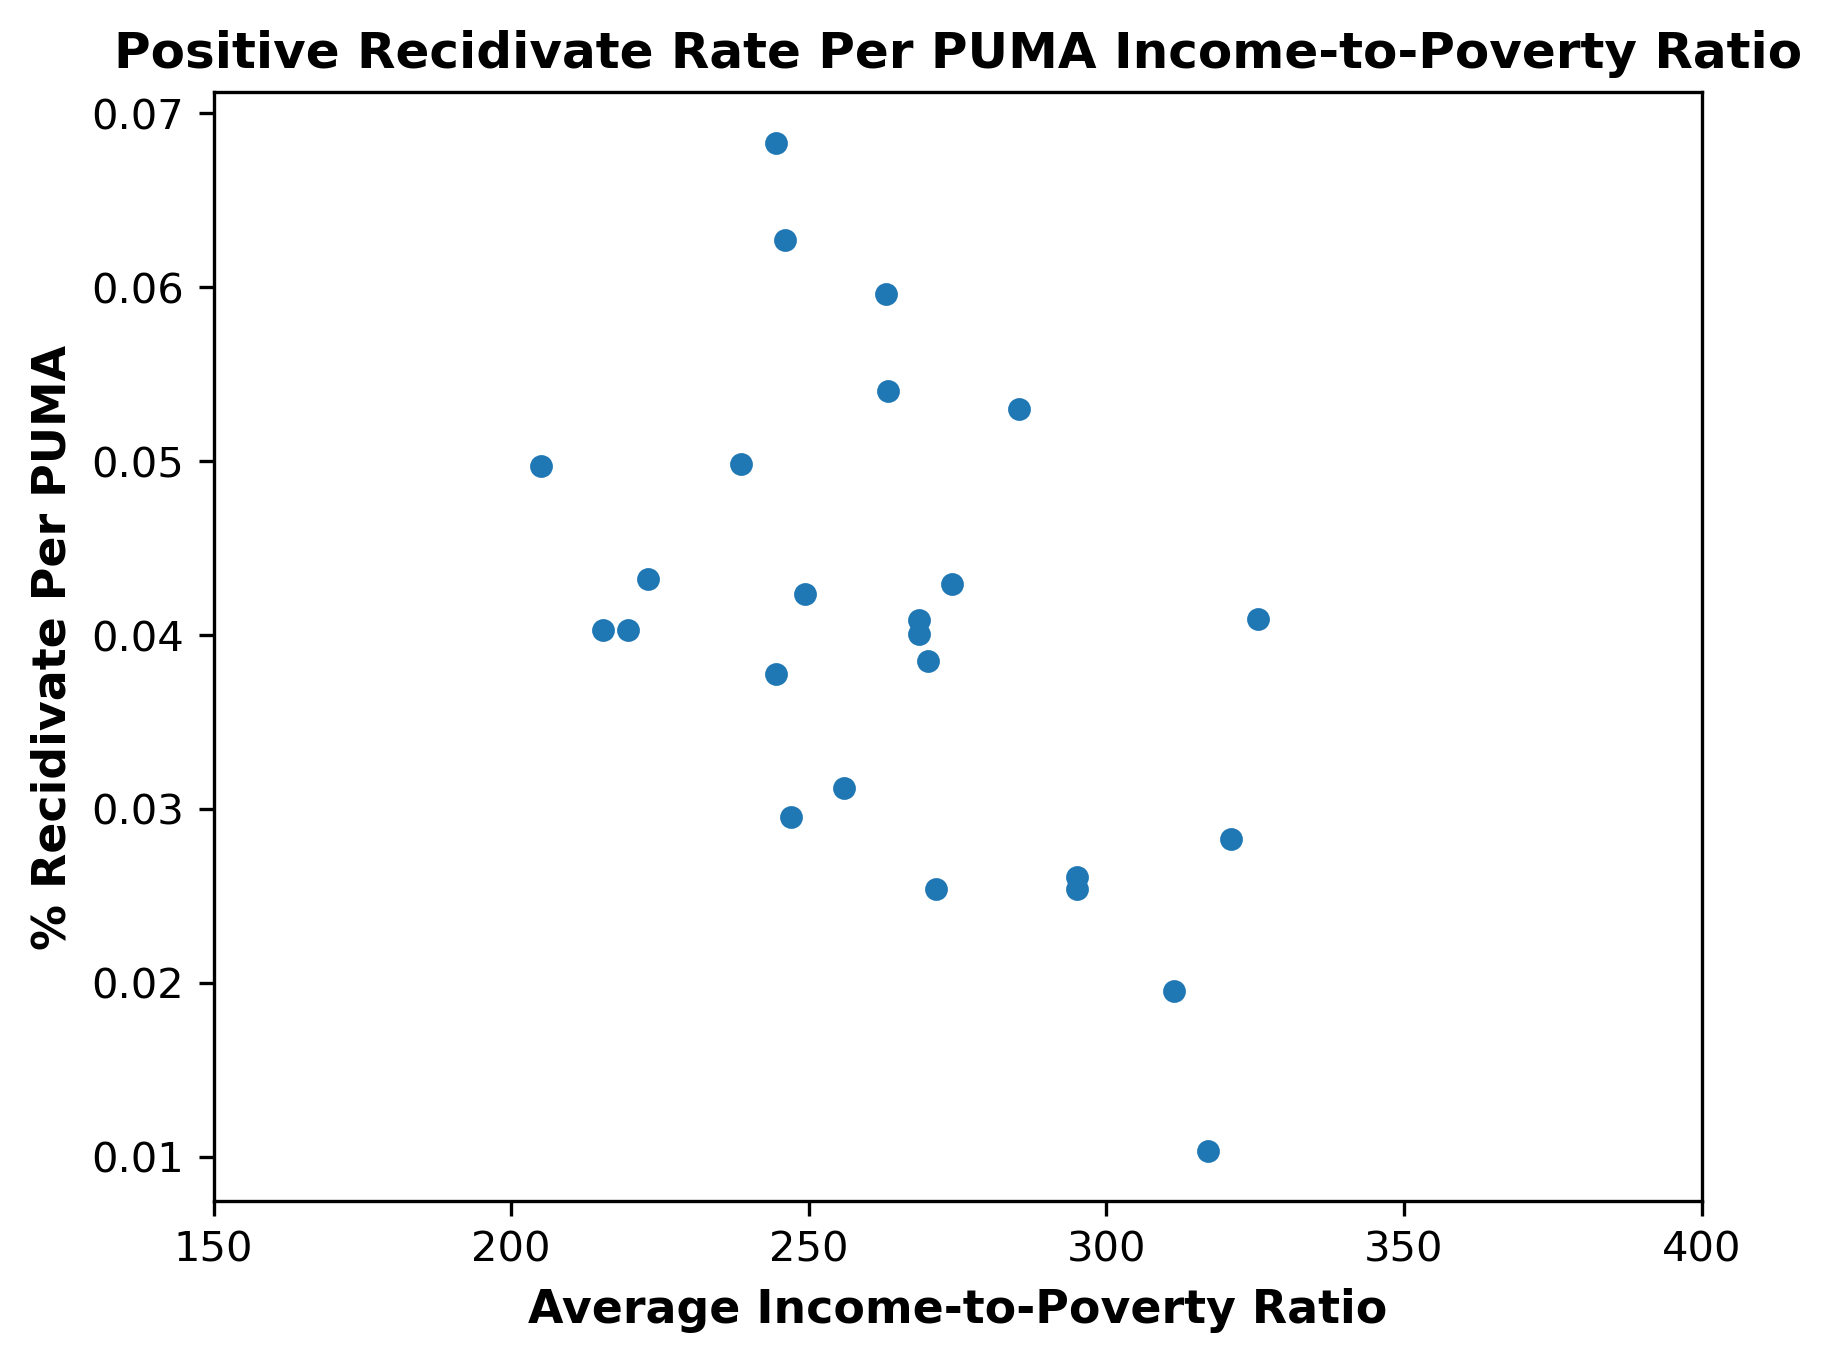 Positive Recidivate Rate Per PUMA Income-to-Poverty Ratio
0.07
0.06
0.05
0.04
0.03
0.02
0.01
% Recidivate Per PUMA
150 200 250 300 350 400
Average Income-to-Poverty Ratio